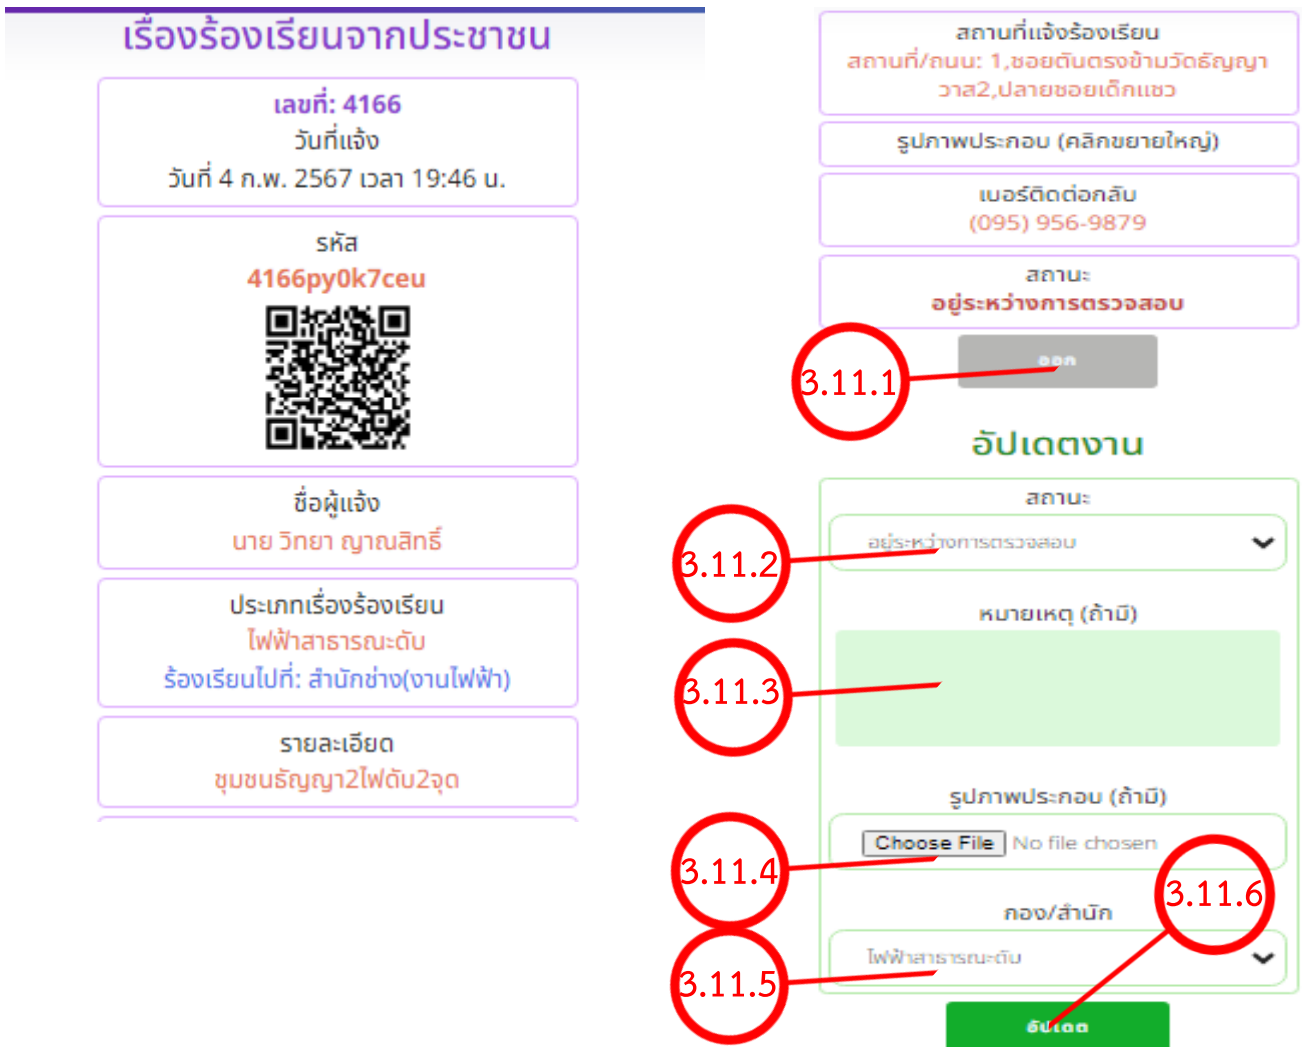 เรื่องร้องเรียนจากประชาชน
เลขที่: 4166
วันที่แจ้ง
วันที่ 4 ก.พ. 2567 เวลา 19:46 น.
รหัส
4166py0k7ceu
ชื่อผู้แจ้ง
นาย วิทยา ญาณสิทธิ์
ประเภทเรื่องร้องเรียน
ไฟฟ้าสาธารณะดับ
ร้องเรียนไปที่: สำนักช่าง(งานไฟฟ้า)
รายละเอียด
ชุมชนธัญญา2ไฟดับ2จุด
สถานที่แจ้งร้องเรียน
สถานที่/ถนน: 1,ซอยตันตรงข้ามวัดธัญญา
วาส2,ปลายซอยเด็กแซว
รูปภาพประกอบ (คลิกขยายใหญ่)
เบอร์ติดต่อกลับ
(095) 956-9879
สถานะ
อยู่ระหว่างการตรวจสอบ
ออก
3.11.1
อัปเดตงาน
สถานะ
อยู่ระหว่างการตรวจสอบ
3.11.2
หมายเหตุ (ถ้ามี)
3.11.3
รูปภาพประกอบ (ถ้ามี)
Choose File No file chosen
3.11.4
3.11.6
กอง/สำนัก
ไฟฟ้าสาธารณะดับ
3.11.5
อัปเดต